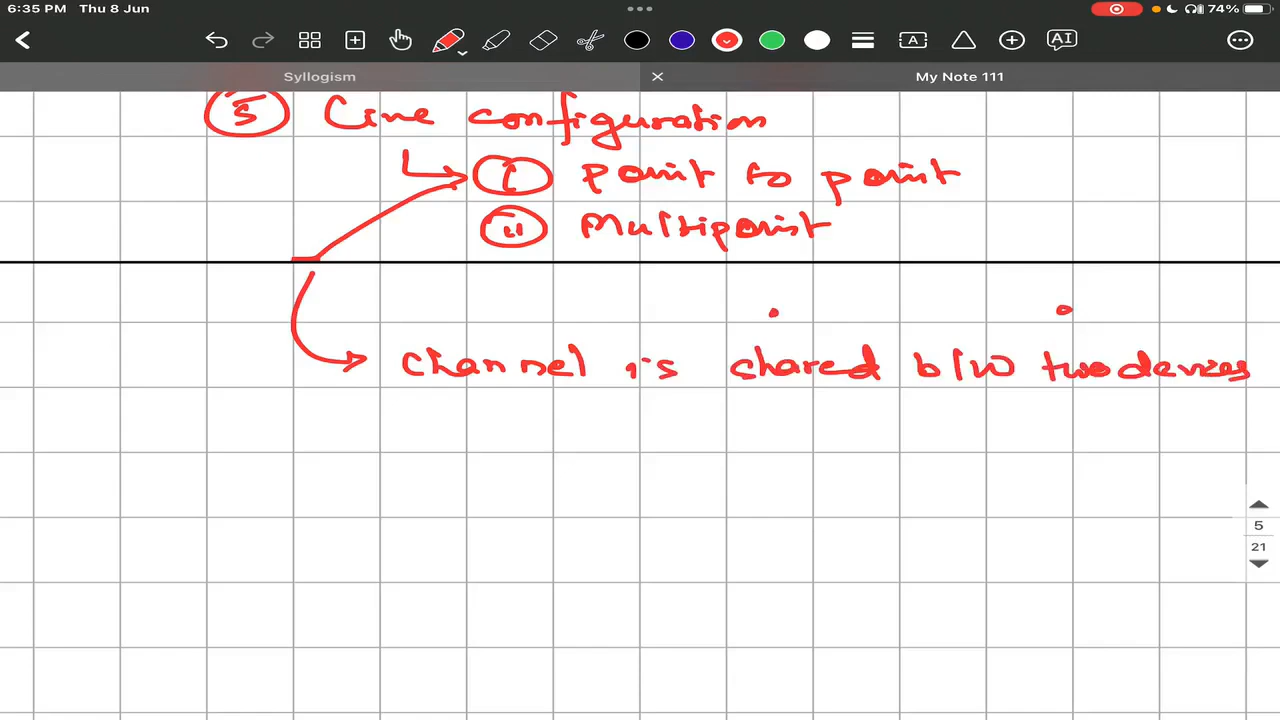 6:35 PM Thu 8 Jun 74%
A AI
Syllogism My Note 111
5 Line configuration
i point to point
ii Multipoint
channel is shared b/w two devices
5
21